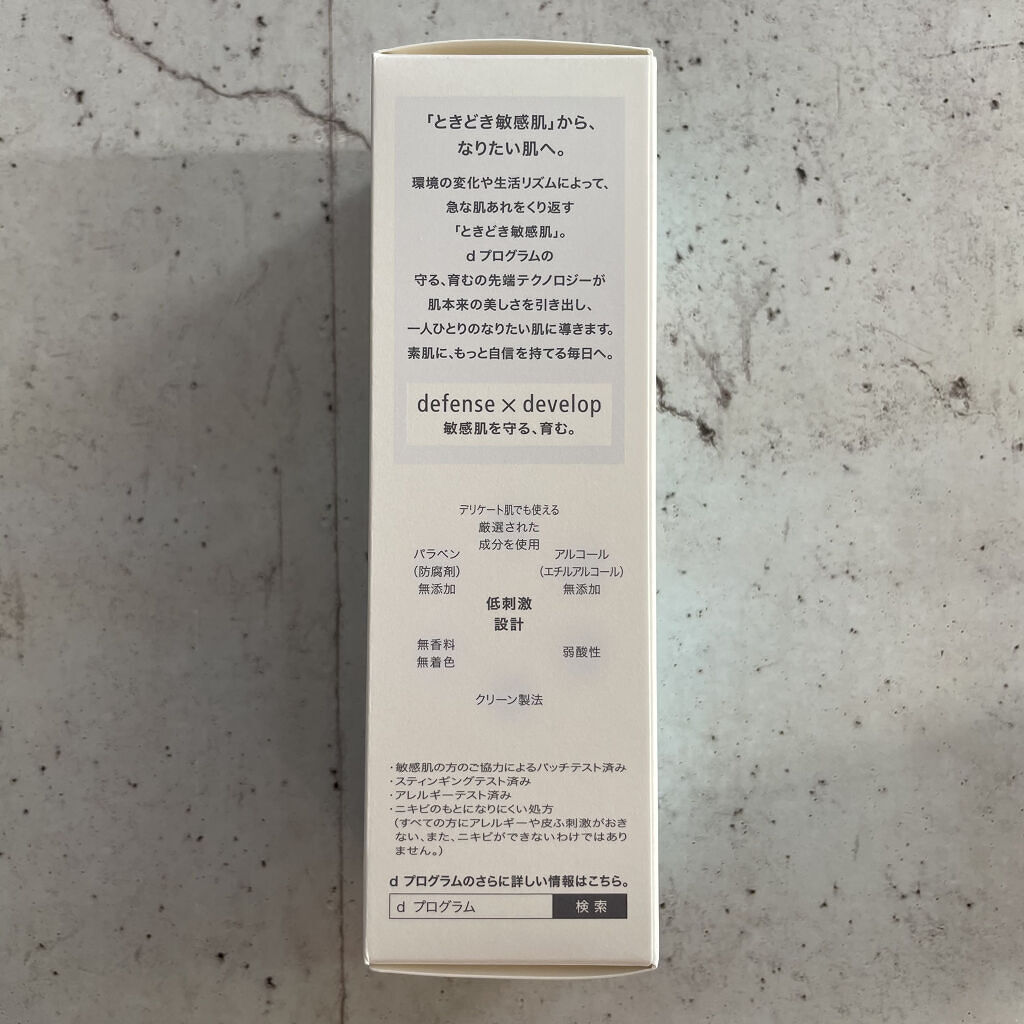 「ときどき敏感肌」から、
なりたい肌へ。
環境の変化や生活リズムによって、
急な肌あれをくり返す
「ときどき敏感肌」。
d プログラムの
守る、育むの先端テクノロジーが
肌本来の美しさを引き出し、
一人ひとりのなりたい肌に導きます。
素肌に、もっと自信を持てる毎日へ。
defense × develop
敏感肌を守る、育む。
デリケート肌でも使える
厳選された
成分を使用
パラベン
（防腐剤）
無添加
アルコール
（エチルアルコール）
無添加
低刺激
設計
無香料
無着色
弱酸性
クリーン製法
・敏感肌の方のご協力によるパッチテスト済み
・スティンギングテスト済み
・アレルギーテスト済み
・ニキビのもとになりにくい処方
（すべての方にアレルギーや皮ふ刺激がおき
ない、また、ニキビができないわけではあり
ません。）
d プログラムのさらに詳しい情報はこちら。
d プログラム 検索